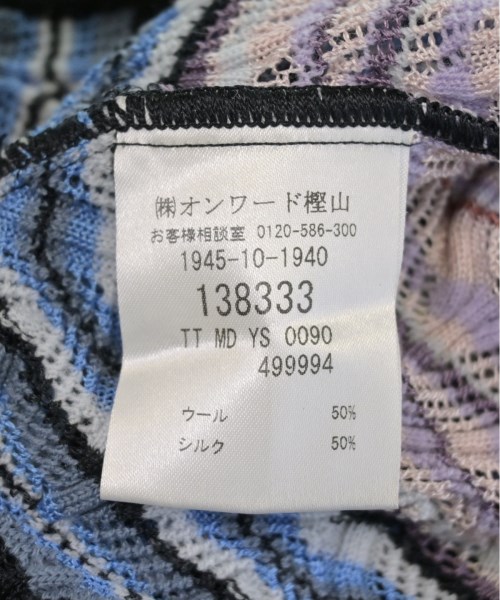 ㈱オンワード樫山
お客様相談室 0120-586-300
1945-10-1940
138333
TT MD YS 0090
499994
ウール 50%
シルク 50%